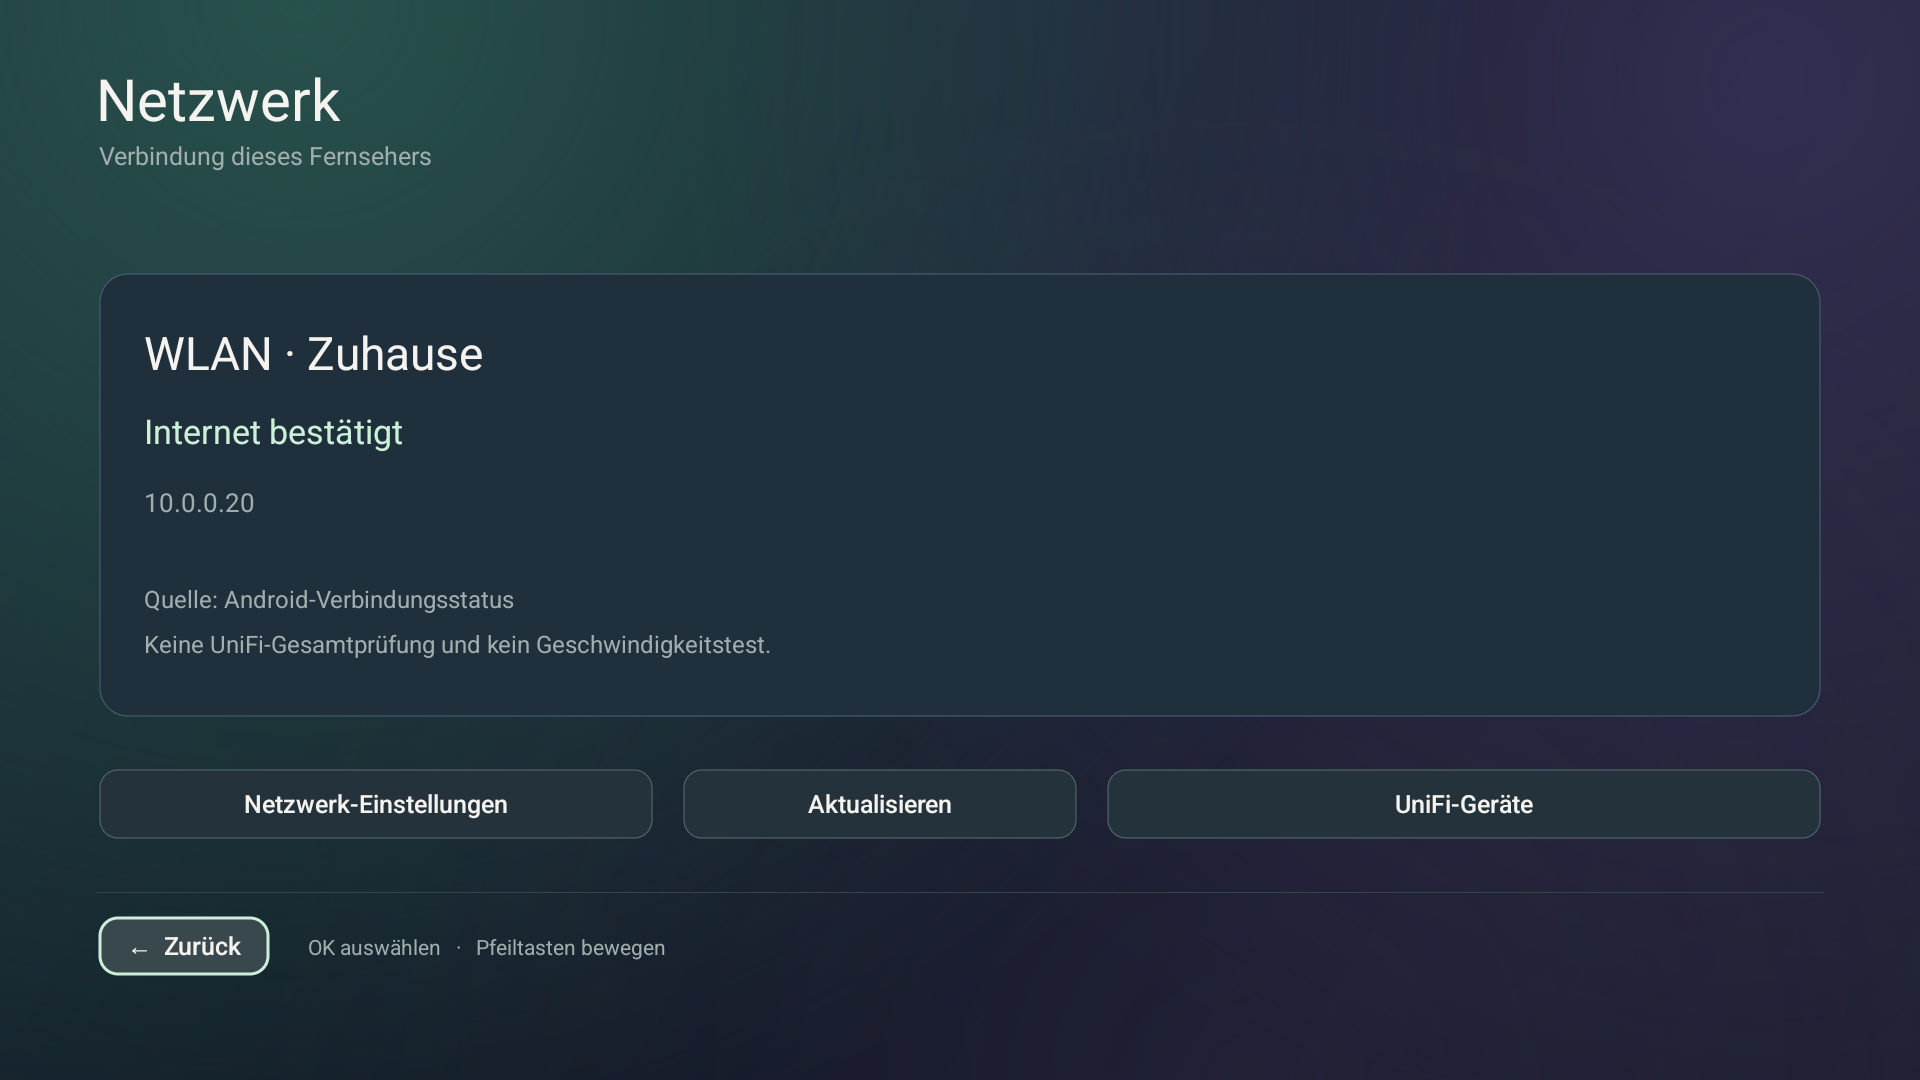 Netzwerk
Verbindung dieses Fernsehers
WLAN · Zuhause
Internet bestätigt
10.0.0.20
Quelle: Android-Verbindungsstatus
Keine UniFi-Gesamtprüfung und kein Geschwindigkeitstest.
Netzwerk-Einstellungen
Aktualisieren
UniFi-Geräte
← Zurück
OK auswählen · Pfeiltasten bewegen